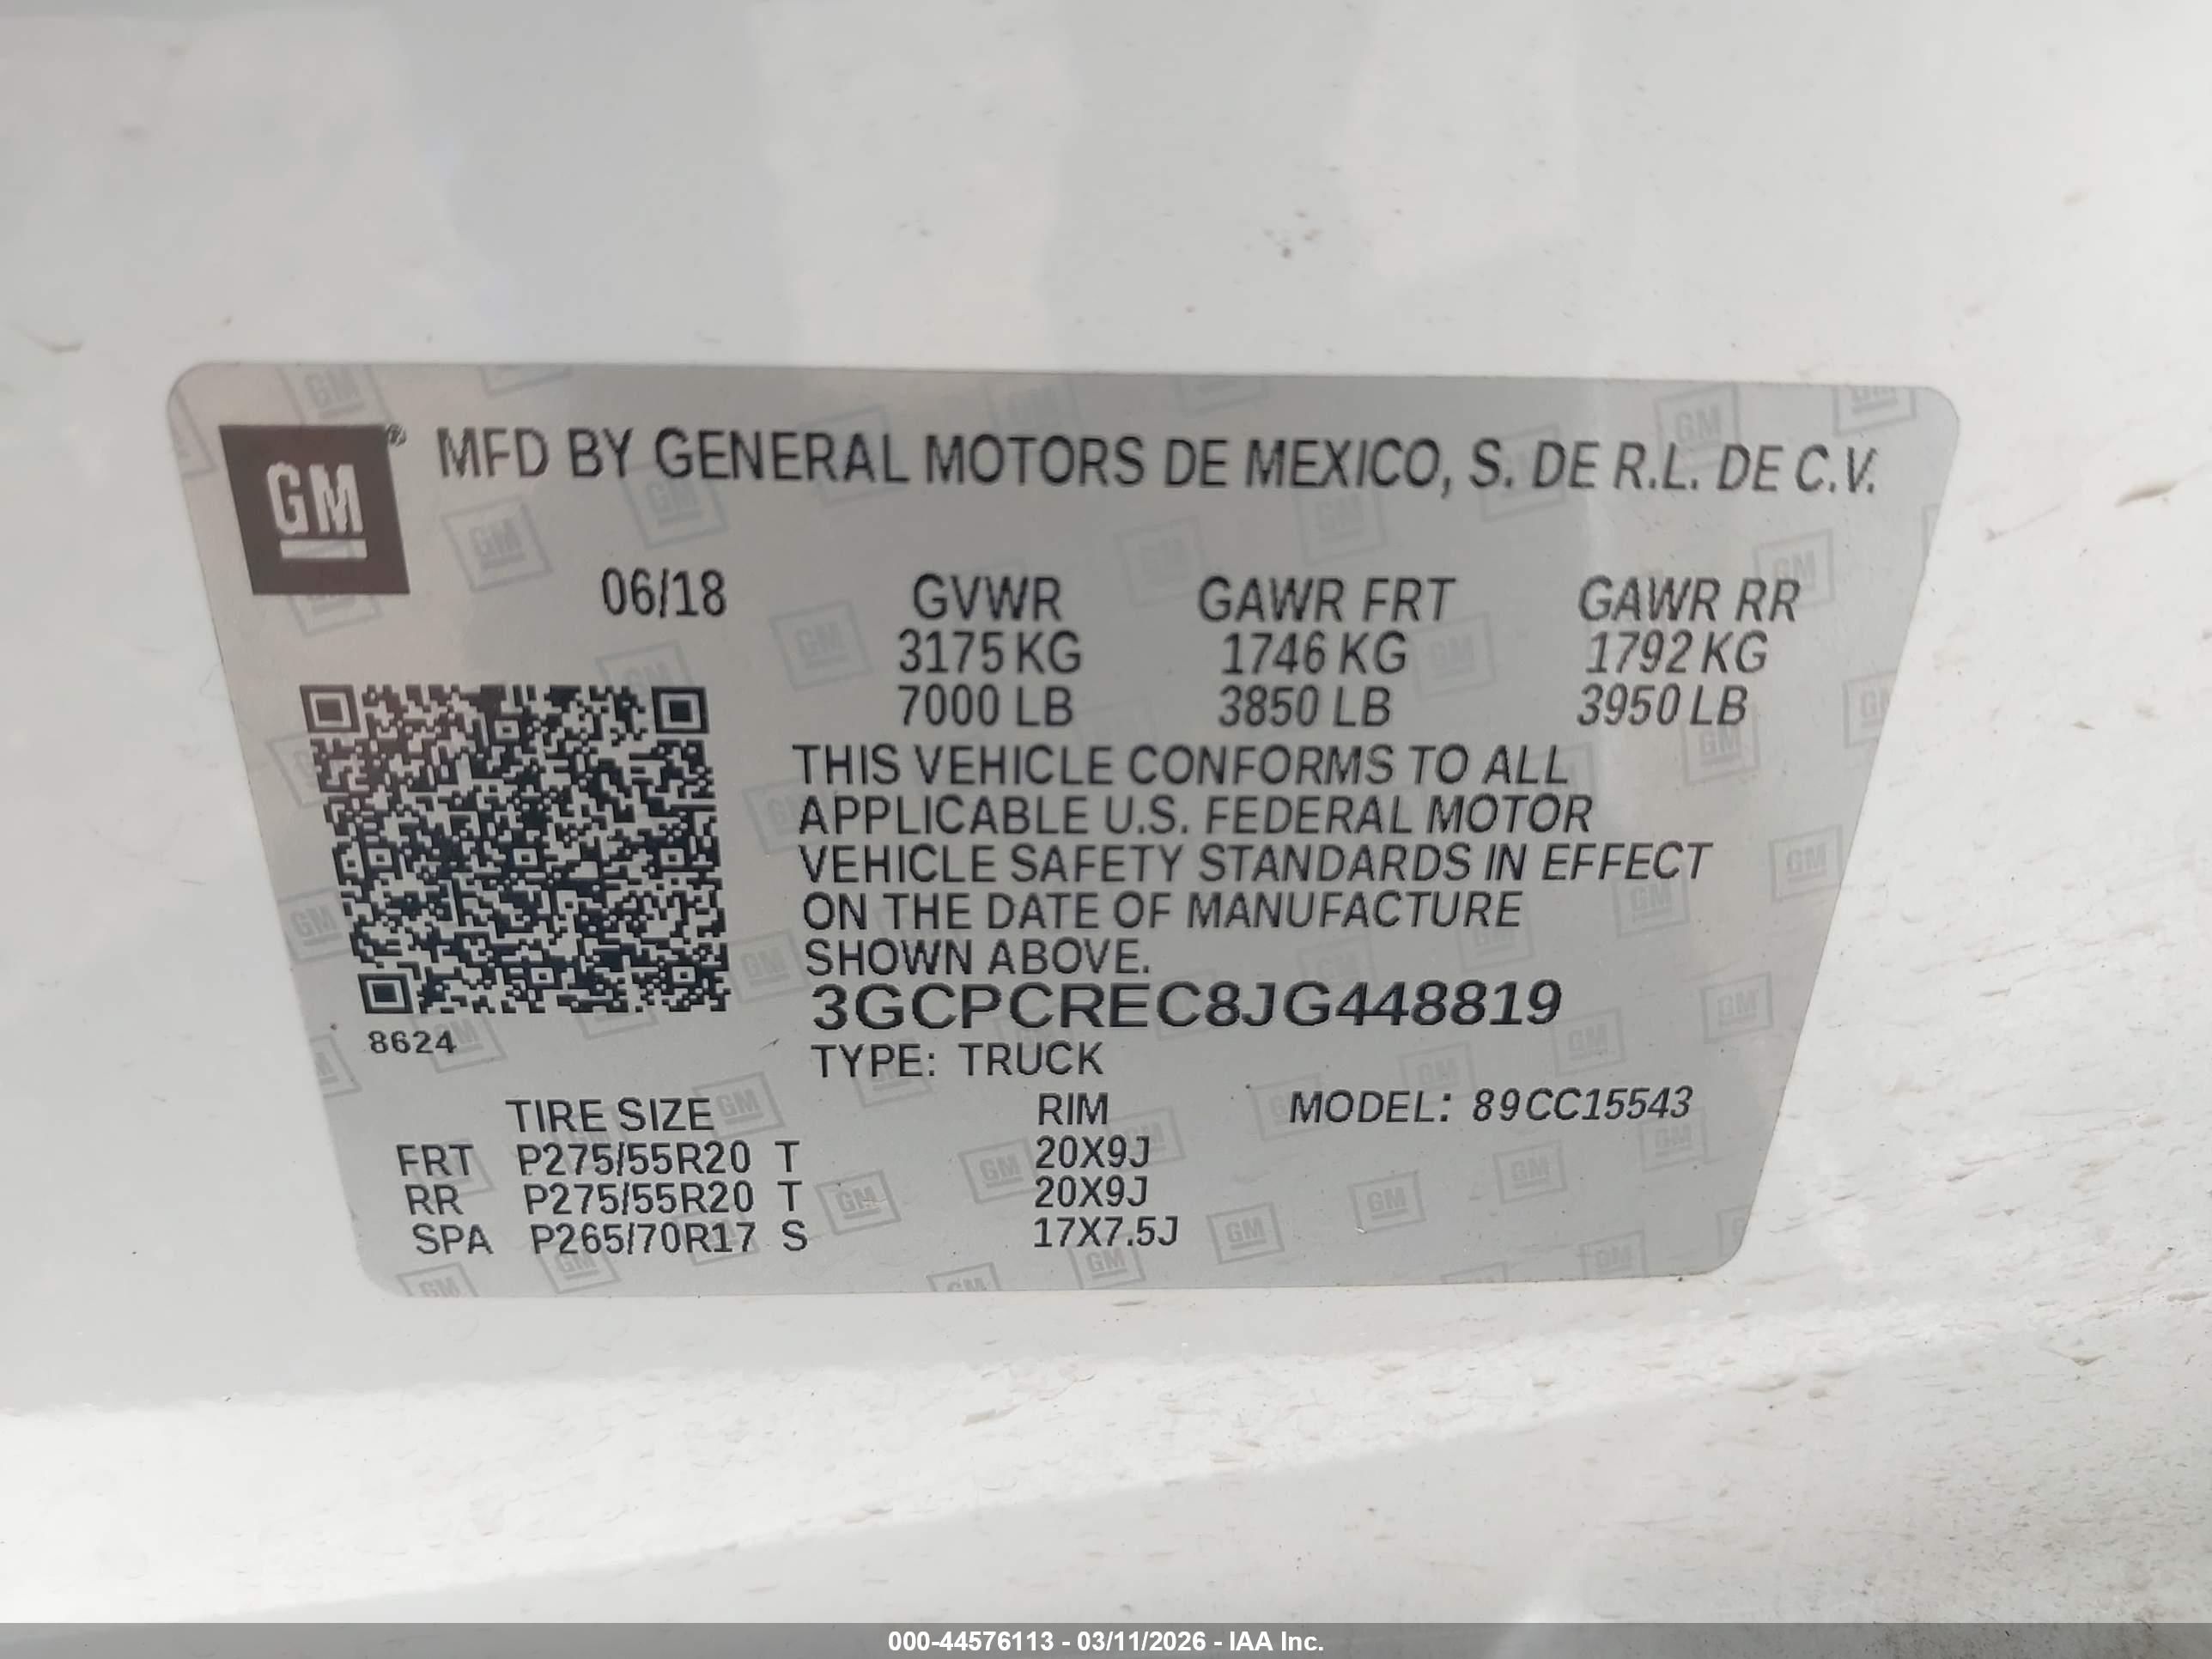 GM® MFD BY GENERAL MOTORS DE MEXICO, S. DE R.L. DE C.V.
06/18 GVWR GAWR FRT GAWR RR
3175 KG 1746 KG 1792 KG
7000 LB 3850 LB 3950 LB
THIS VEHICLE CONFORMS TO ALL
APPLICABLE U.S. FEDERAL MOTOR
VEHICLE SAFETY STANDARDS IN EFFECT
ON THE DATE OF MANUFACTURE
SHOWN ABOVE.
3GCPCREC8JG448819
8624
TYPE: TRUCK
TIRE SIZE RIM MODEL: 89CC15543
FRT P275/55R20 T 20X9J
RR P275/55R20 T 20X9J
SPA P265/70R17 S 17X7.5J
000-44576113 - 03/11/2026 - IAA Inc.